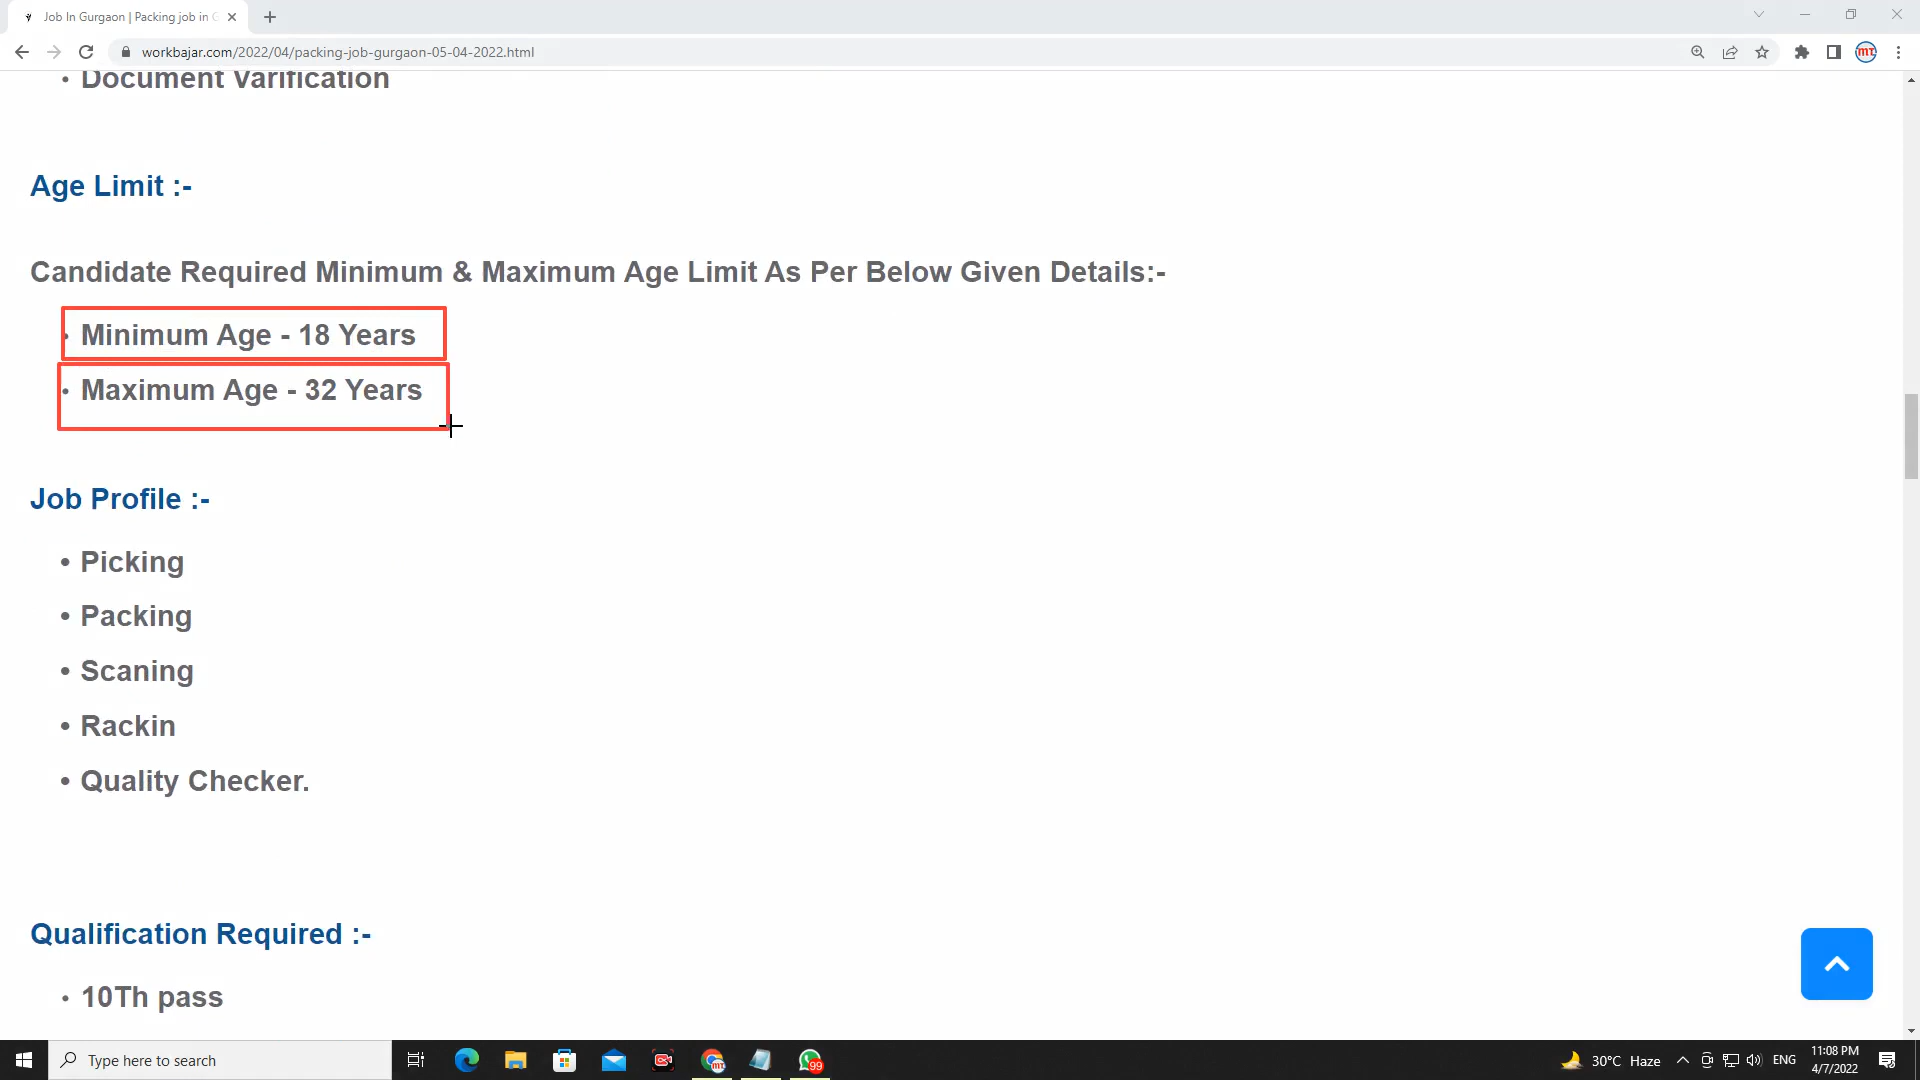 Job In Gurgaon | Packing job in G
workbajar.com/2022/04/packing-job-gurgaon-05-04-2022.html
mt
• Document Varification
Age Limit :-
Candidate Required Minimum & Maximum Age Limit As Per Below Given Details:-
• Minimum Age - 18 Years
• Maximum Age - 32 Years
Job Profile :-
• Picking
• Packing
• Scaning
• Rackin
• Quality Checker.
Qualification Required :-
• 10Th pass
Type here to search
mt
99
30°C Haze
ENG
11:08 PM
4/7/2022